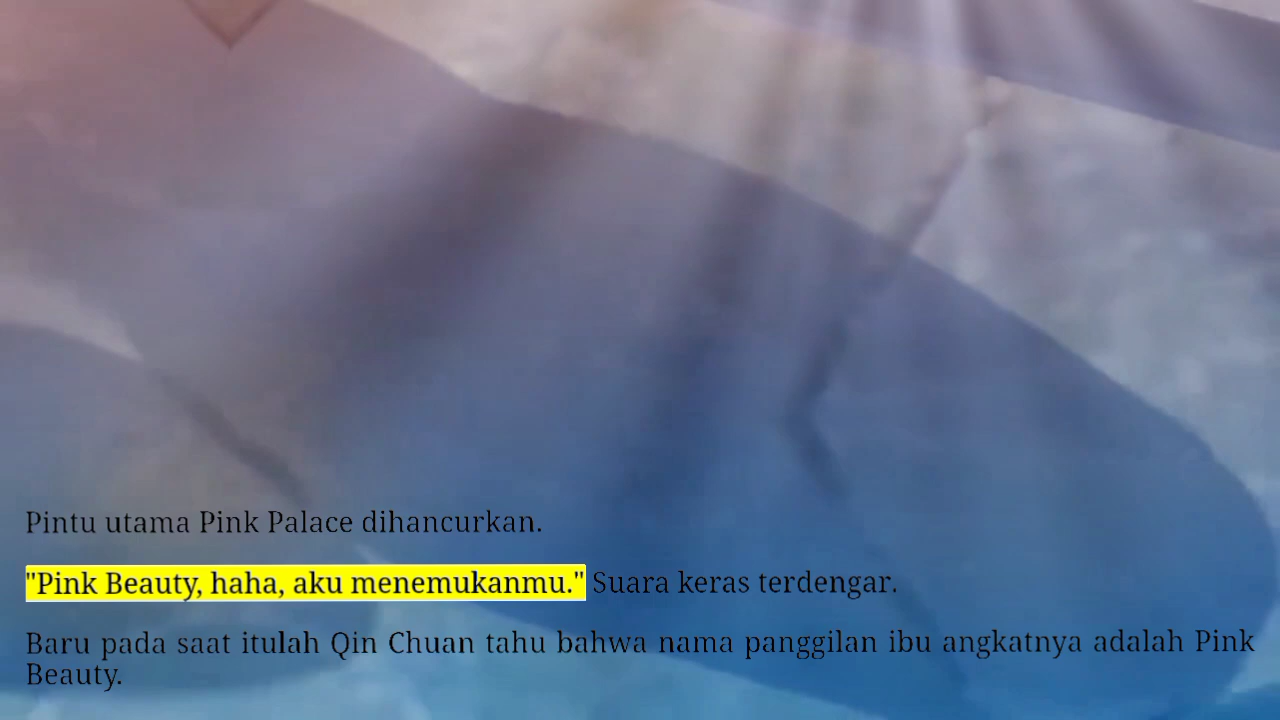 Pintu utama Pink Palace dihancurkan.
"Pink Beauty, haha, aku menemukanmu." Suara keras terdengar.
Baru pada saat itulah Qin Chuan tahu bahwa nama panggilan ibu angkatnya adalah Pink
Beauty.